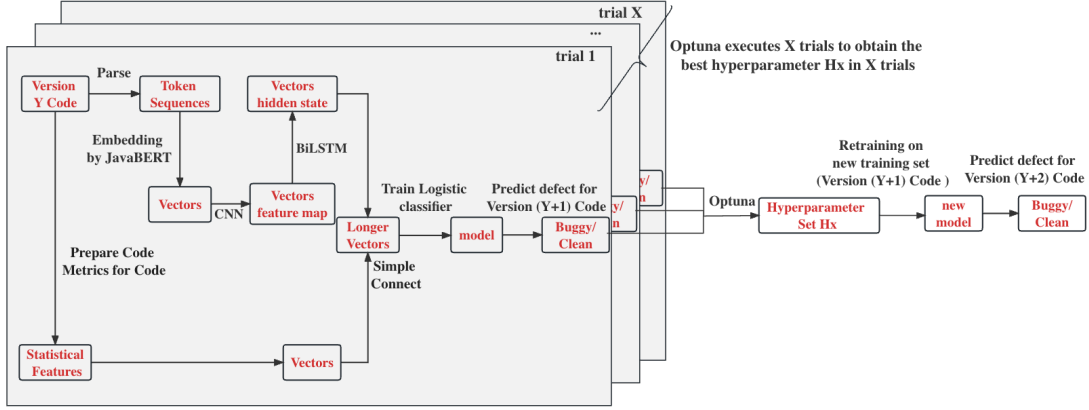 trial X
...
trial 1
Optuna executes X trials to obtain the
best hyperparameter Hx in X trials
Parse
Version
Y Code
Token
Sequences
Vectors
hidden state
Embedding
by JavaBERT
BiLSTM
Vectors
CNN
Vectors
feature map
Train Logistic
classifier
Predict defect for
Version (Y+1) Code
Longer
Vectors
model
Buggy/
Clean
y/
n
y/
n
Optuna
Hyperparameter
Set Hx
Retraining on
new training set
(Version (Y+1) Code )
new
model
Predict defect for
Version (Y+2) Code
Buggy/
Clean
Prepare Code
Metrics for Code
Simple
Connect
Statistical
Features
Vectors